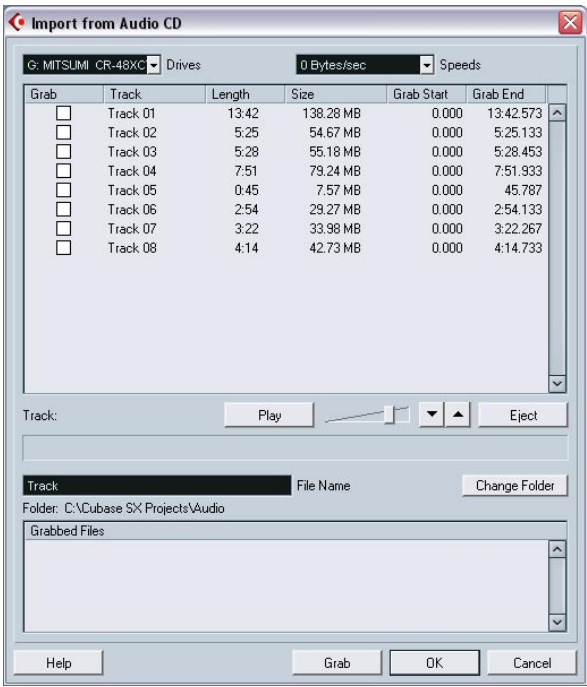 Import from Audio CD
G: MITSUMI CR-48XC Drives 0 Bytes/sec Speeds
Grab Track Length Size Grab Start Grab End
Track 01 13:42 138.28 MB 0.000 13:42.573
Track 02 5:25 54.67 MB 0.000 5:25.133
Track 03 5:28 55.18 MB 0.000 5:28.453
Track 04 7:51 79.24 MB 0.000 7:51.933
Track 05 0:45 7.57 MB 0.000 45.787
Track 06 2:54 29.27 MB 0.000 2:54.133
Track 07 3:22 33.98 MB 0.000 3:22.267
Track 08 4:14 42.73 MB 0.000 4:14.733
Track: Play Eject
Track File Name Change Folder
Folder: C:\Cubase SX Projects\Audio
Grabbed Files
Help Grab OK Cancel